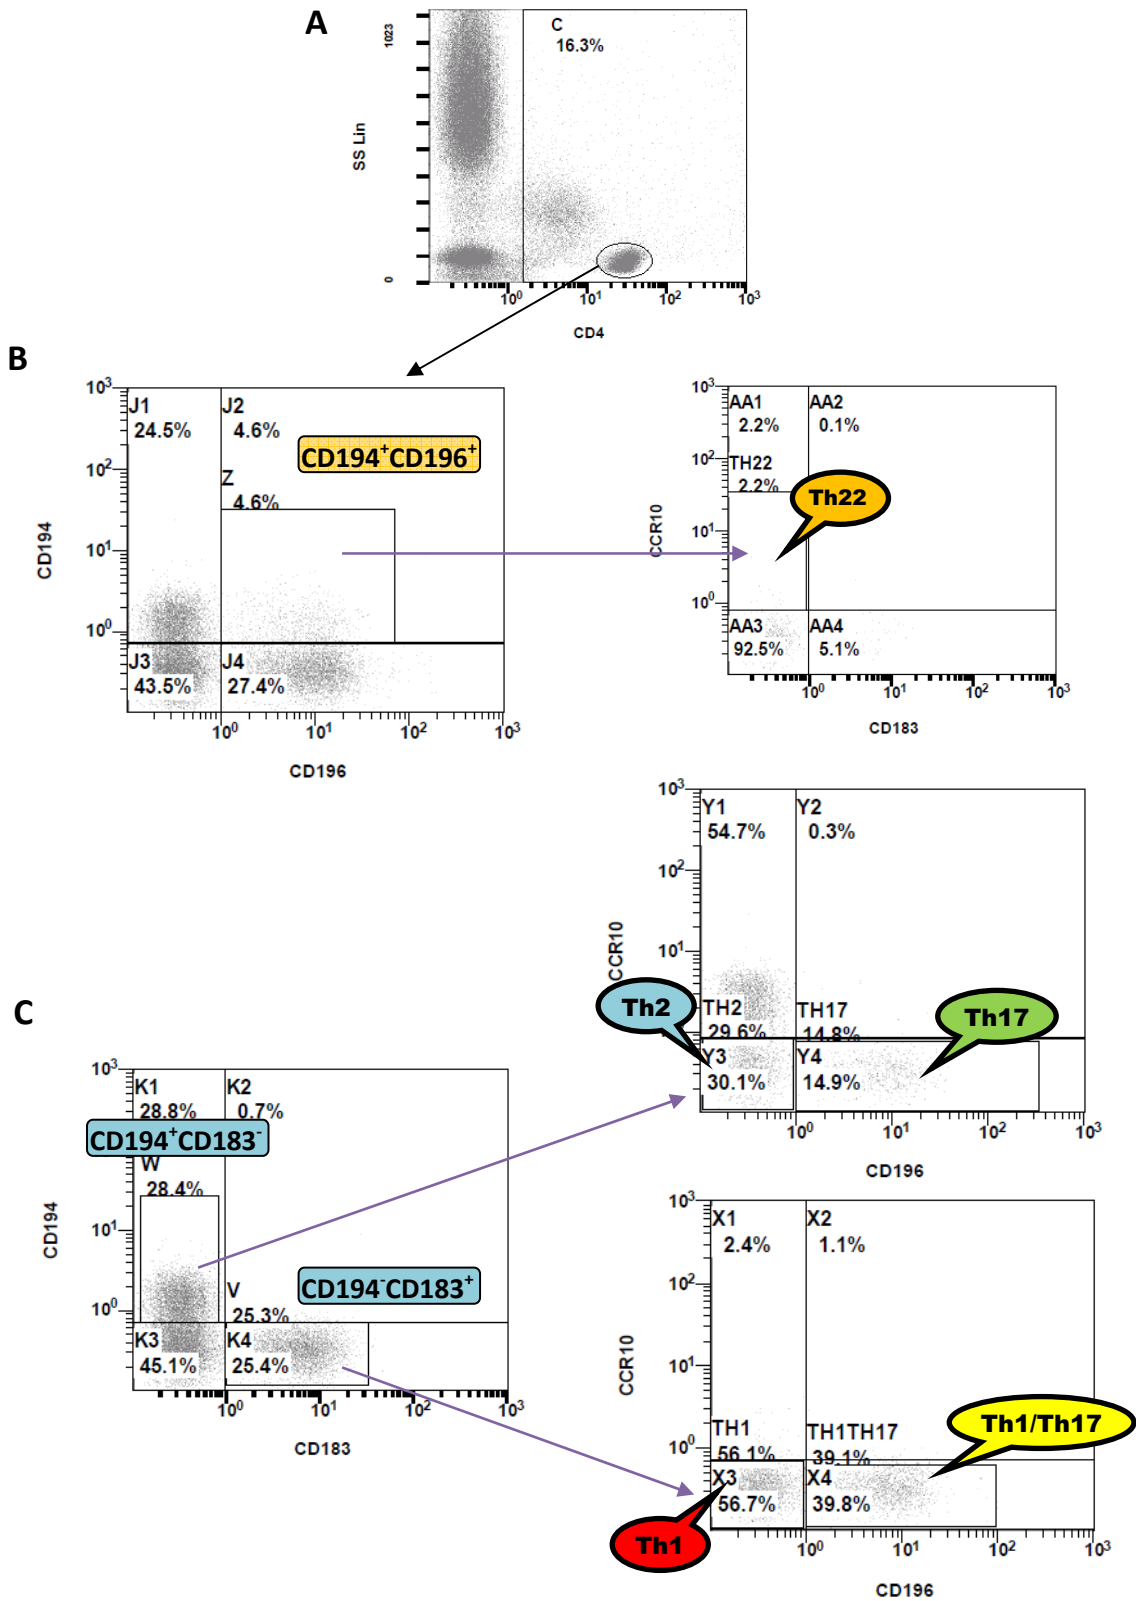 A
1023
C
16.3%
SS Lin
0
10⁰ 10¹ 10² 10³
CD4
B
10³
J1 J2
24.5% 4.6%
CD194⁺CD196⁺
10²
Z
4.6%
CD194
10¹
10⁰
J3 J4
43.5% 27.4%
10⁰ 10¹ 10² 10³
CD196
10³
AA1 AA2
2.2% 0.1%
10²
TH22
2.2%
Th22
CCR10
10¹
10⁰
AA3 AA4
92.5% 5.1%
10⁰ 10¹ 10² 10³
CD183
C
10³
K1 K2
28.8% 0.7%
CD194⁺CD183⁻
W
28.4%
CD194
10¹
CD194⁻CD183⁺
V
25.3%
10⁰
K3 K4
45.1% 25.4%
10⁰ 10¹ 10² 10³
CD183
10³
Y1 Y2
54.7% 0.3%
10²
CCR10
10¹
Th2
TH2 TH17
29.6% 14.8%
Th17
Y3 Y4
30.1% 14.9%
10⁰ 10¹ 10² 10³
CD196
10³
X1 X2
2.4% 1.1%
10²
CCR10
10¹
Th1/Th17
TH1 TH1TH17
56.1% 39.1%
10⁰
X3 X4
56.7% 39.8%
Th1
10⁰ 10¹ 10² 10³
CD196